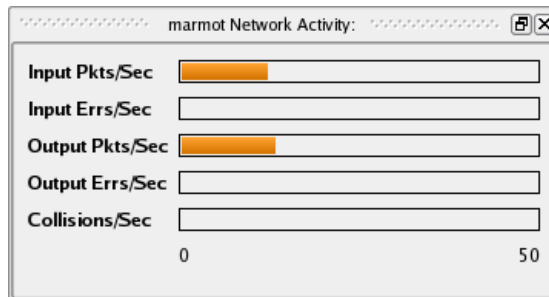 marmot Network Activity:
Input Pkts/Sec
Input Errs/Sec
Output Pkts/Sec
Output Errs/Sec
Collisions/Sec
0 50